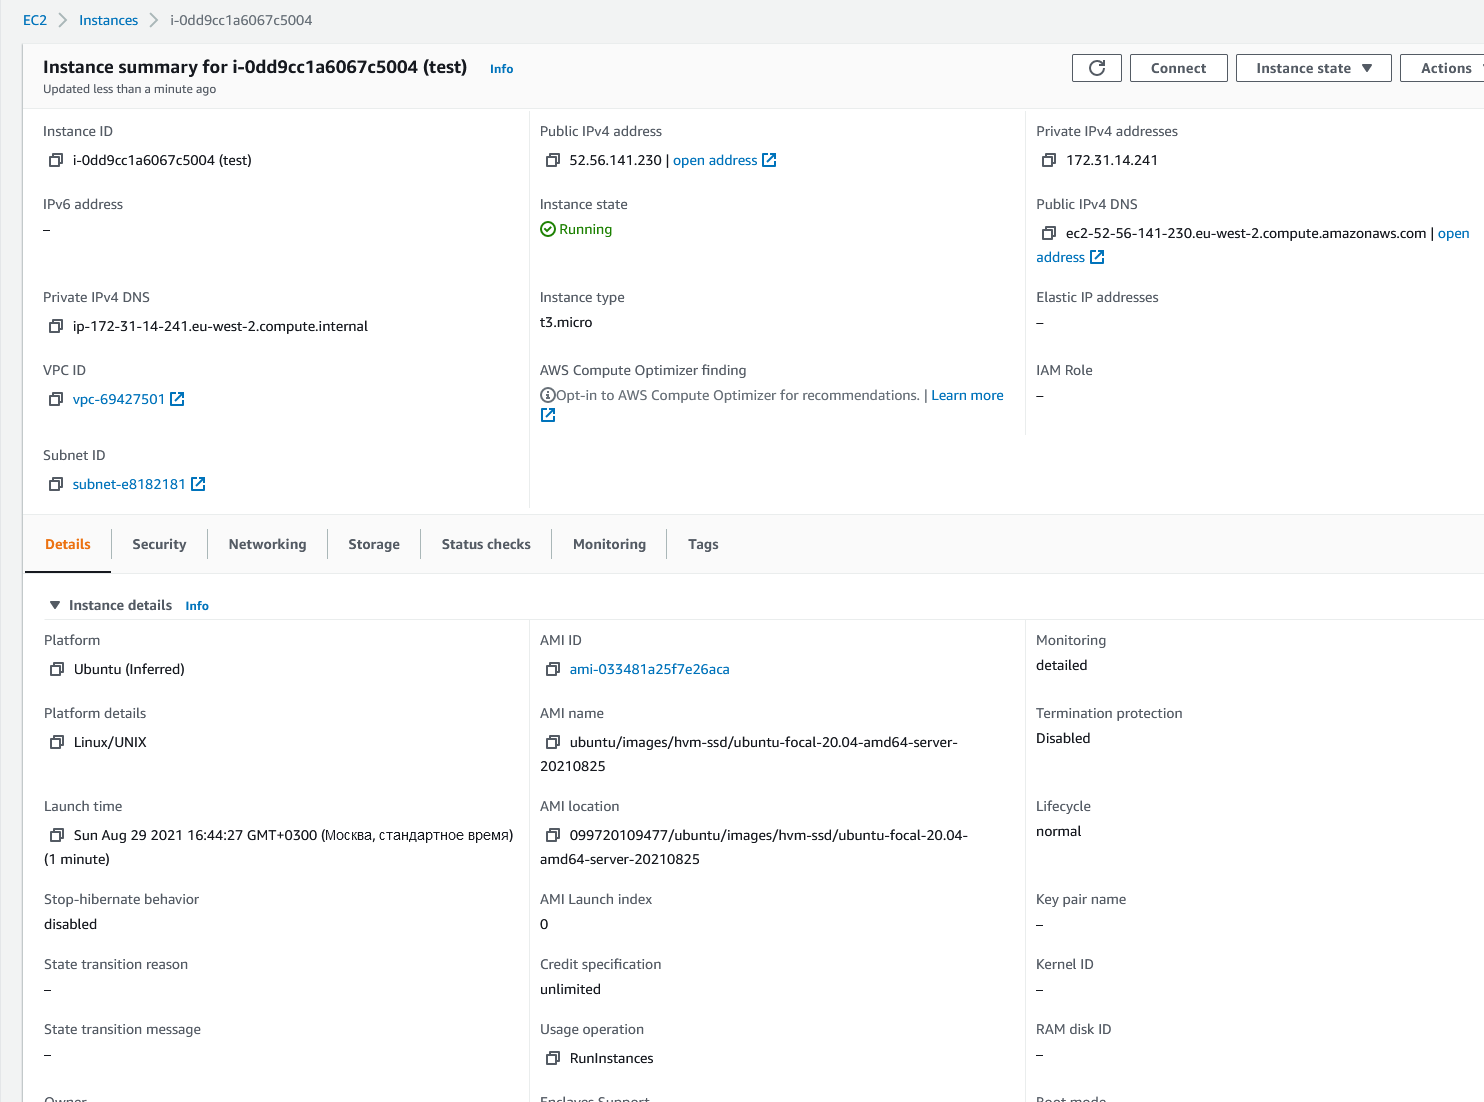 EC2 Instances i-0dd9cc1a6067c5004
Instance summary for i-0dd9cc1a6067c5004 (test) Info
Updated less than a minute ago
Connect
Instance state
Actions
Instance ID
i-0dd9cc1a6067c5004 (test)
Public IPv4 address
52.56.141.230 | open address
Private IPv4 addresses
172.31.14.241
IPv6 address
–
Instance state
Running
Public IPv4 DNS
ec2-52-56-141-230.eu-west-2.compute.amazonaws.com | open
address
Private IPv4 DNS
ip-172-31-14-241.eu-west-2.compute.internal
Instance type
t3.micro
Elastic IP addresses
–
VPC ID
vpc-69427501
AWS Compute Optimizer finding
Opt-in to AWS Compute Optimizer for recommendations. | Learn more
IAM Role
–
Subnet ID
subnet-e8182181
Details Security Networking Storage Status checks Monitoring Tags
Instance details Info
Platform
Ubuntu (Inferred)
AMI ID
ami-033481a25f7e26aca
Monitoring
detailed
Platform details
Linux/UNIX
AMI name
ubuntu/images/hvm-ssd/ubuntu-focal-20.04-amd64-server-
20210825
Termination protection
Disabled
Launch time
Sun Aug 29 2021 16:44:27 GMT+0300 (Москва, стандартное время)
(1 minute)
AMI location
099720109477/ubuntu/images/hvm-ssd/ubuntu-focal-20.04-
amd64-server-20210825
Lifecycle
normal
Stop-hibernate behavior
disabled
AMI Launch index
0
Key pair name
–
State transition reason
–
Credit specification
unlimited
Kernel ID
–
State transition message
–
Usage operation
RunInstances
RAM disk ID
–
Owner
Enclaves Support